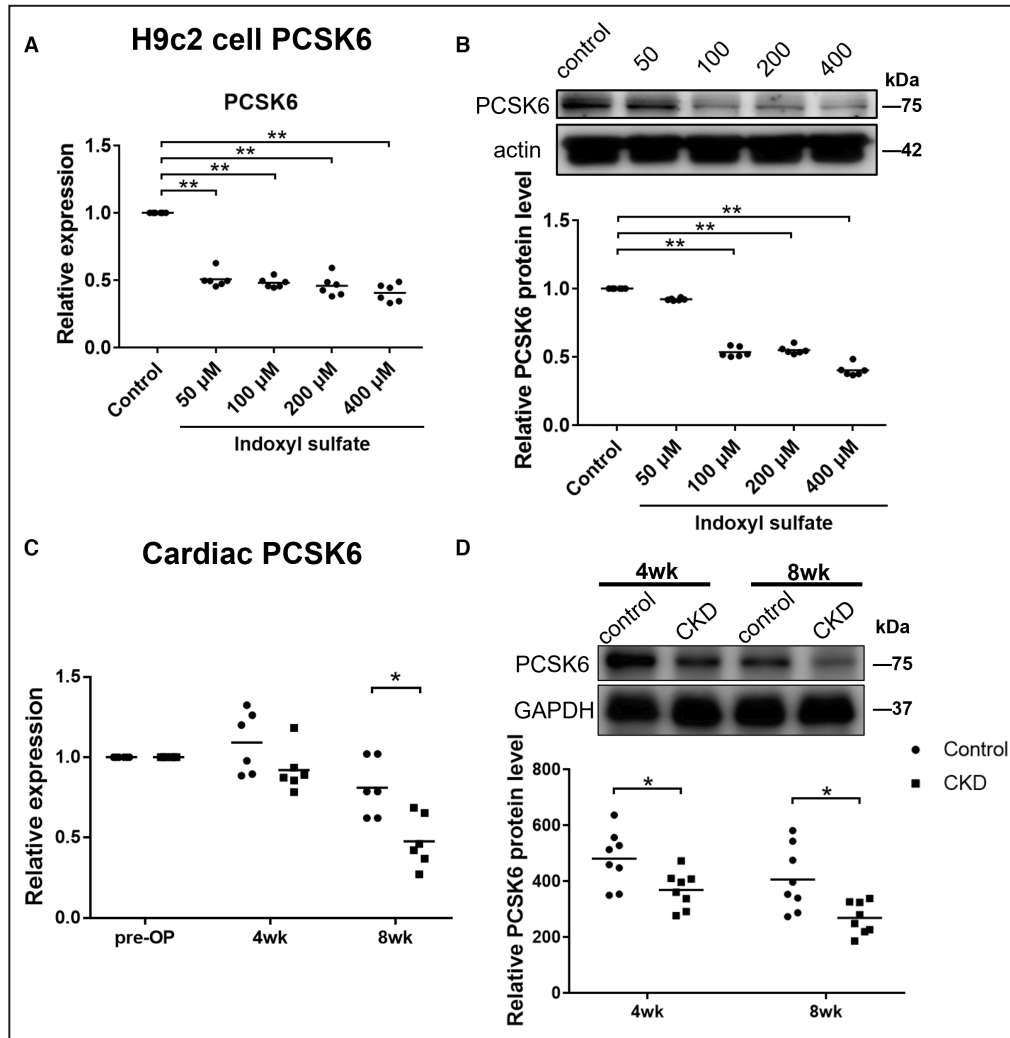 A
H9c2 cell PCSK6
PCSK6
Relative expression
1.5
1.0
0.5
0.0
**
**
**
**
Control
50 µM
100 µM
200 µM
400 µM
Indoxyl sulfate
B
control
50
100
200
400
kDa
PCSK6
—75
actin
—42
Relative PCSK6 protein level
1.5
1.0
0.5
0.0
**
**
**
Control
50 µM
100 µM
200 µM
400 µM
Indoxyl sulfate
C
Cardiac PCSK6
Relative expression
1.5
1.0
0.5
0.0
*
pre-OP
4wk
8wk
D
4wk
8wk
control
CKD
control
CKD
kDa
PCSK6
—75
GAPDH
—37
Control
CKD
Relative PCSK6 protein level
800
600
400
200
0
*
*
4wk
8wk